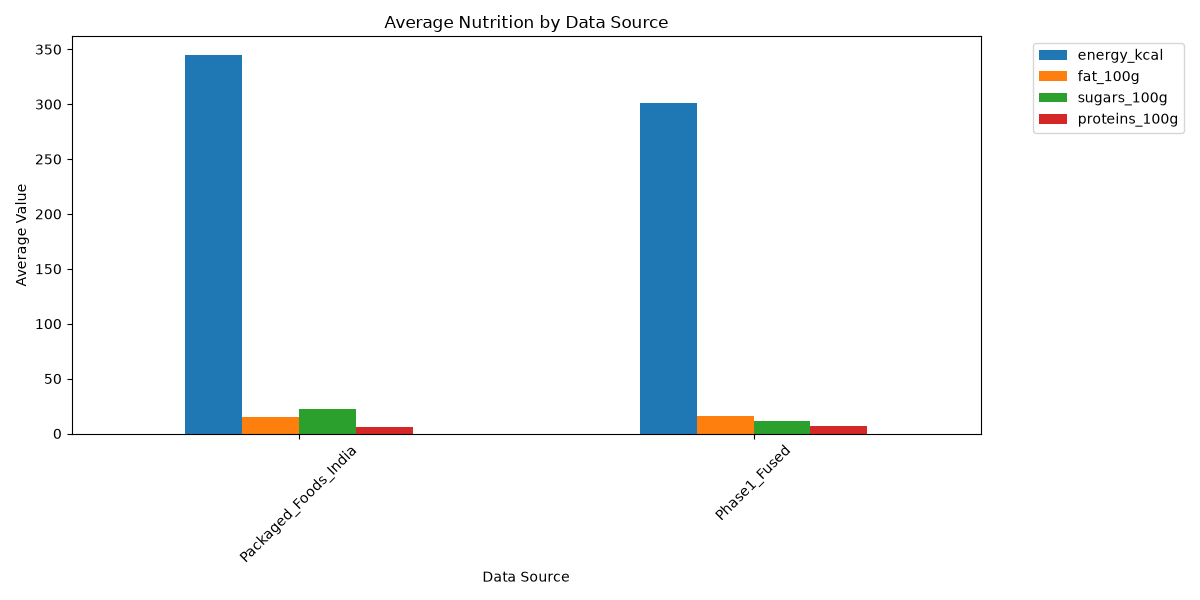 Average Nutrition by Data Source
Average Value
350
300
250
200
150
100
50
0
Packaged_Foods_India
Phase1_Fused
Data Source
energy_kcal
fat_100g
sugars_100g
proteins_100g